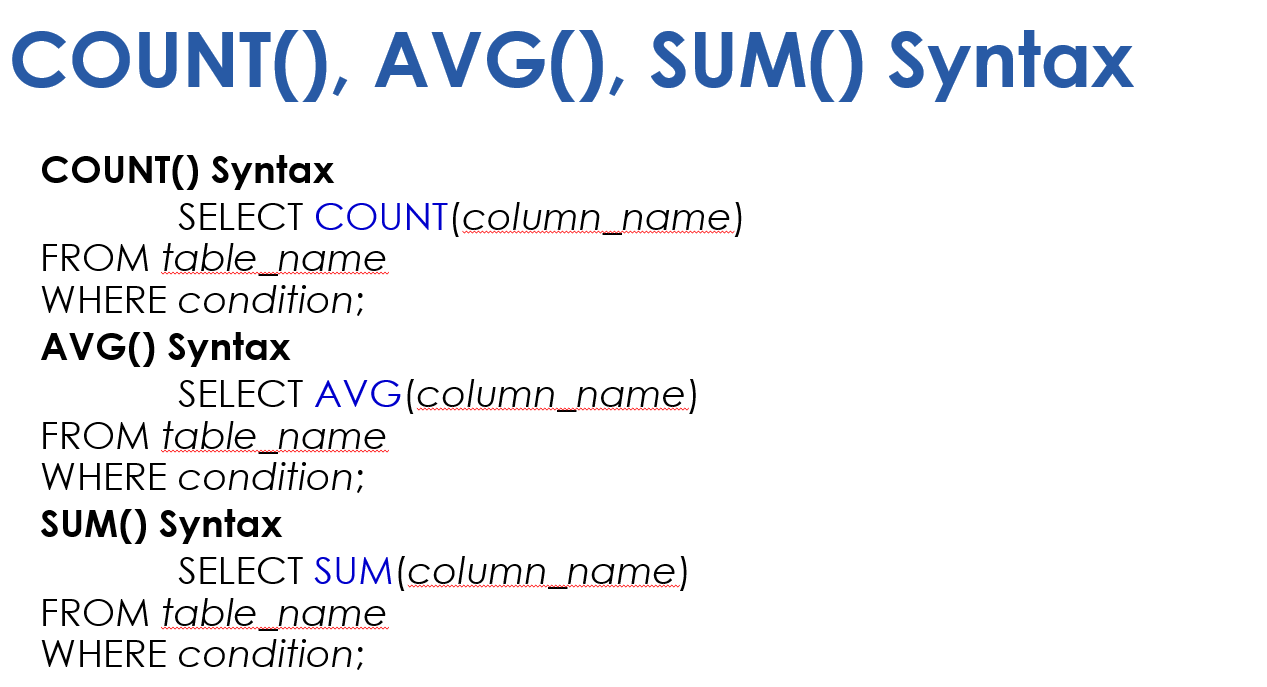 COUNT(), AVG(), SUM() Syntax
COUNT() Syntax
SELECT COUNT(column_name)
FROM table_name
WHERE condition;
AVG() Syntax
SELECT AVG(column_name)
FROM table_name
WHERE condition;
SUM() Syntax
SELECT SUM(column_name)
FROM table_name
WHERE condition;